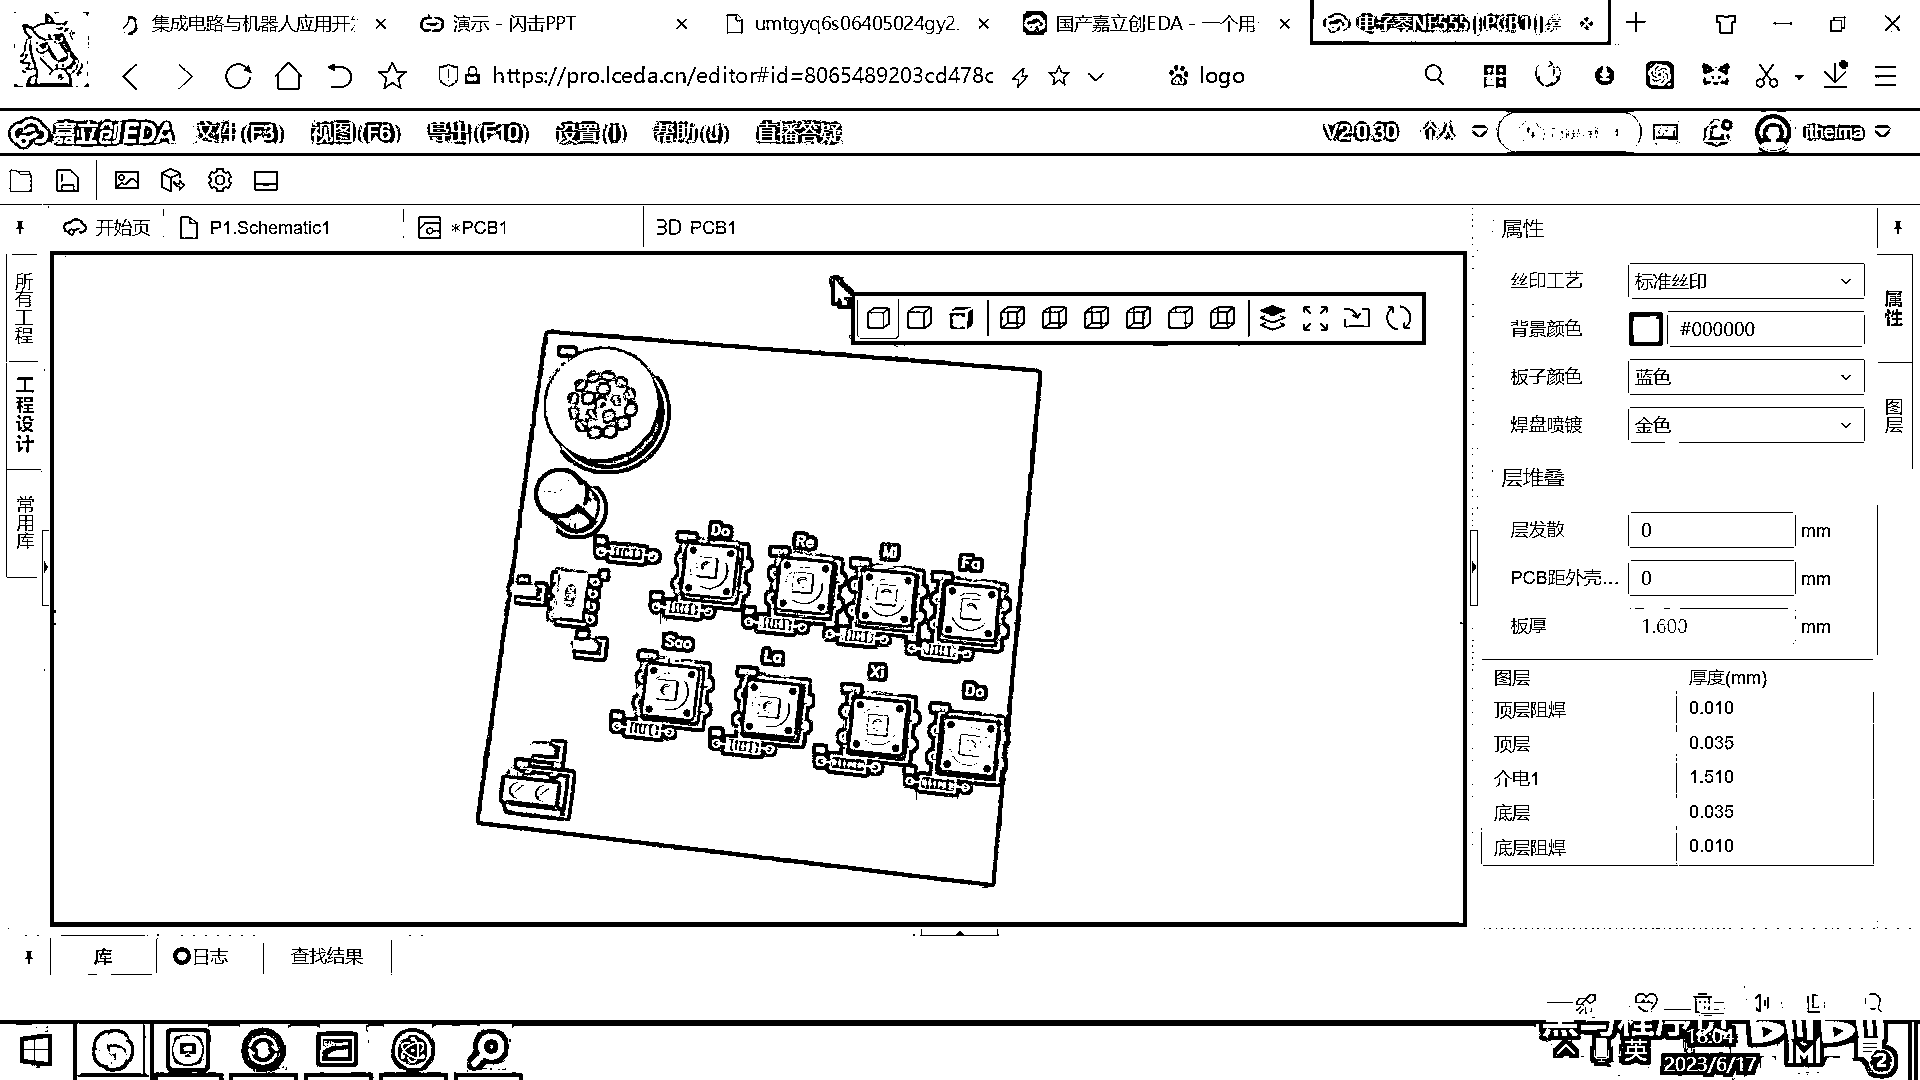 集成电路与机器人应用开发
演示 - 闪击PPT
umtgyq6s06405024gy2.
国产嘉立创EDA - 一个用
电子琴NE555 | PCB1 |
https://pro.lceda.cn/editor#id=8065489203cd478c
logo
嘉立创EDA 文件(F3) 视图(F6) 导出(F10) 设置(I) 帮助(J) 直播答疑
V2.0.30 个人
itheima
开始页 P1.Schematic1 *PCB1 3D PCB1
所有工程
工程设计
常用库
Do Re Mi Fa
Sao La Xi Do
属性
丝印工艺 标准丝印
背景颜色 #000000
板子颜色 蓝色
焊盘喷镀 金色
层堆叠
层发散 0 mm
PCB距外壳... 0 mm
板厚 1.600 mm
图层 厚度(mm)
顶层阻焊 0.010
顶层 0.035
介电1 1.510
底层 0.035
底层阻焊 0.010
属性
图层
库 日志 查找结果
英
18:04
2023/6/17
2